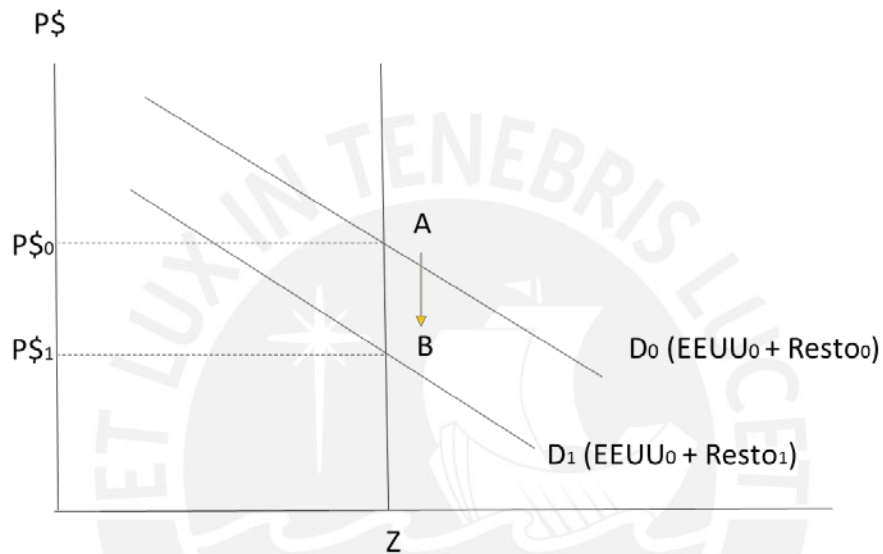 P$
ET LUX IN TENEBRIS LUCET
A
P$₀
B
P$₁
D₀ (EEUU₀ + Resto₀)
D₁ (EEUU₀ + Resto₁)
Z